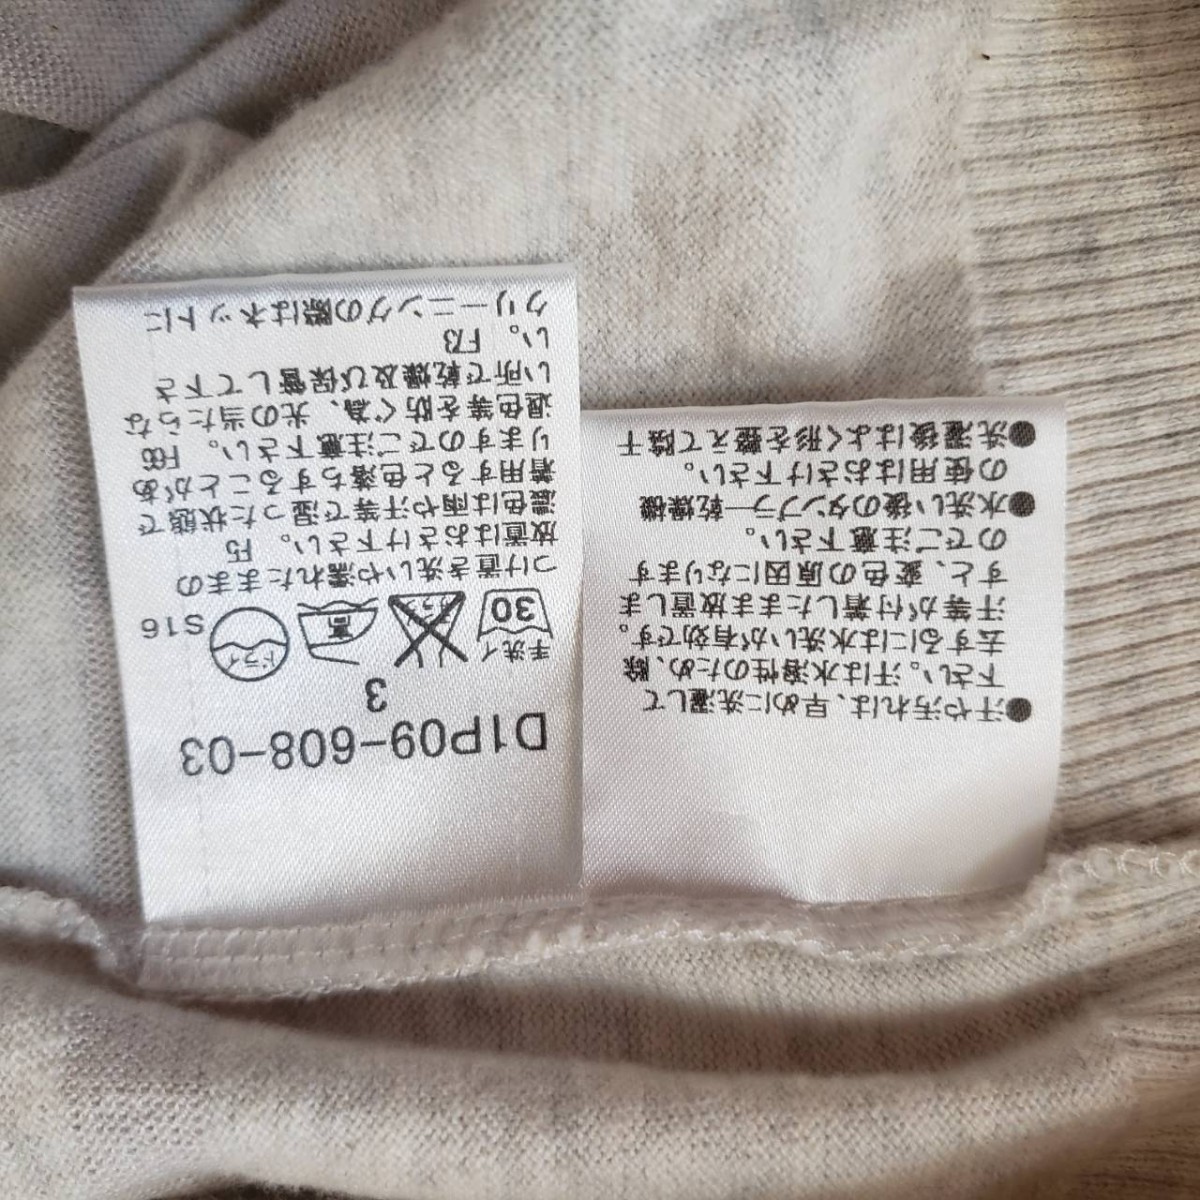 D1P09-608-03
3
手洗イ
30 高 ドライ S16
つけ置き洗いや濡れたままの
放置はおさけ下さい。 F5
濃色は雨や汗等で湿った状態で
着用すると色落ちすることがあ
りますのでご注意下さい。 F66
退色等を防ぐ為、光の当たらな
い所で乾燥及び保管して下さ
い。 F73
クリーニングの際はネットに
●汗や汚れは、早めに洗濯して
下さい。汗は水溶性のため、除
去するには水洗いが有効です。
汗等が付着したまま放置しま
すと、変色の原因になります
のでご注意下さい。
●水洗い後のタンブラー乾燥機
の使用はおさけ下さい。
●洗濯後はよく形を整えて陰干